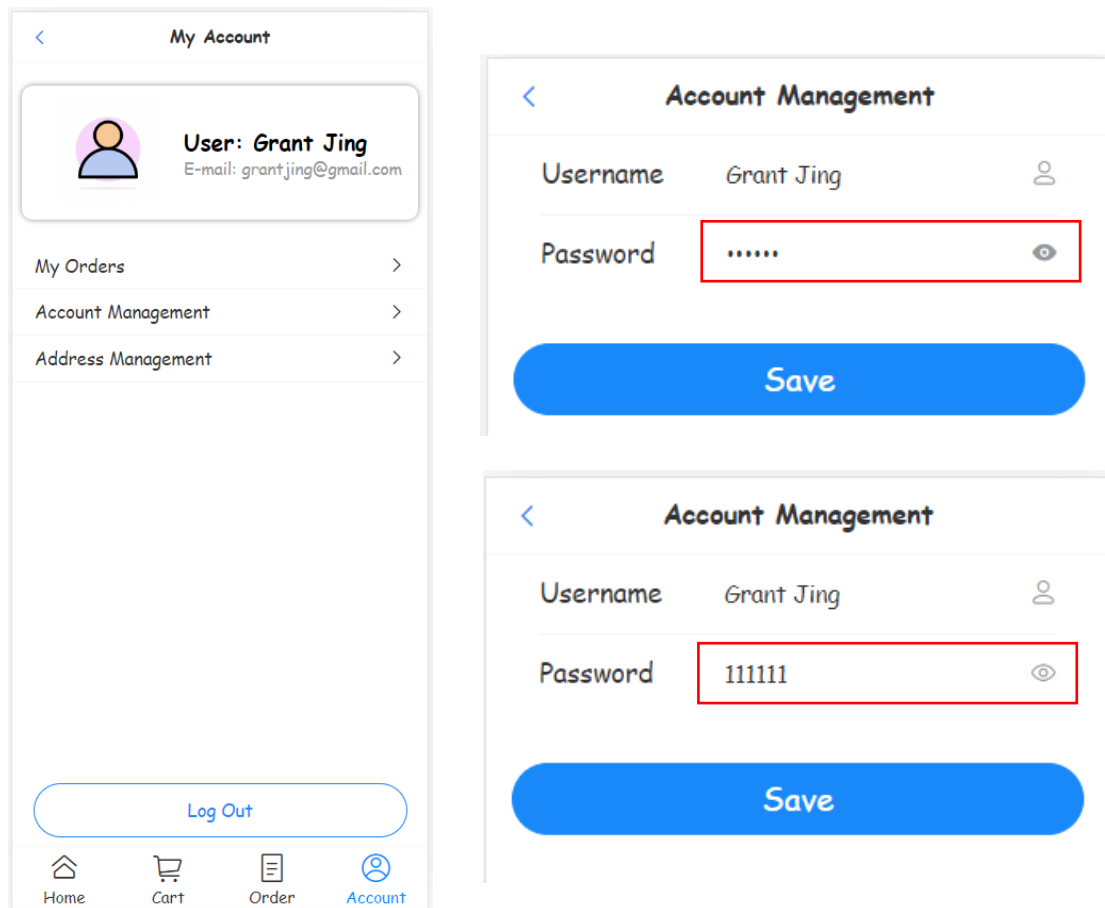 My Account
User: Grant Jing
E-mail: grantjing@gmail.com
My Orders
Account Management
Address Management
Log Out
Home Cart Order Account
Account Management
Username Grant Jing
Password ••••••
Save
Account Management
Username Grant Jing
Password 111111
Save